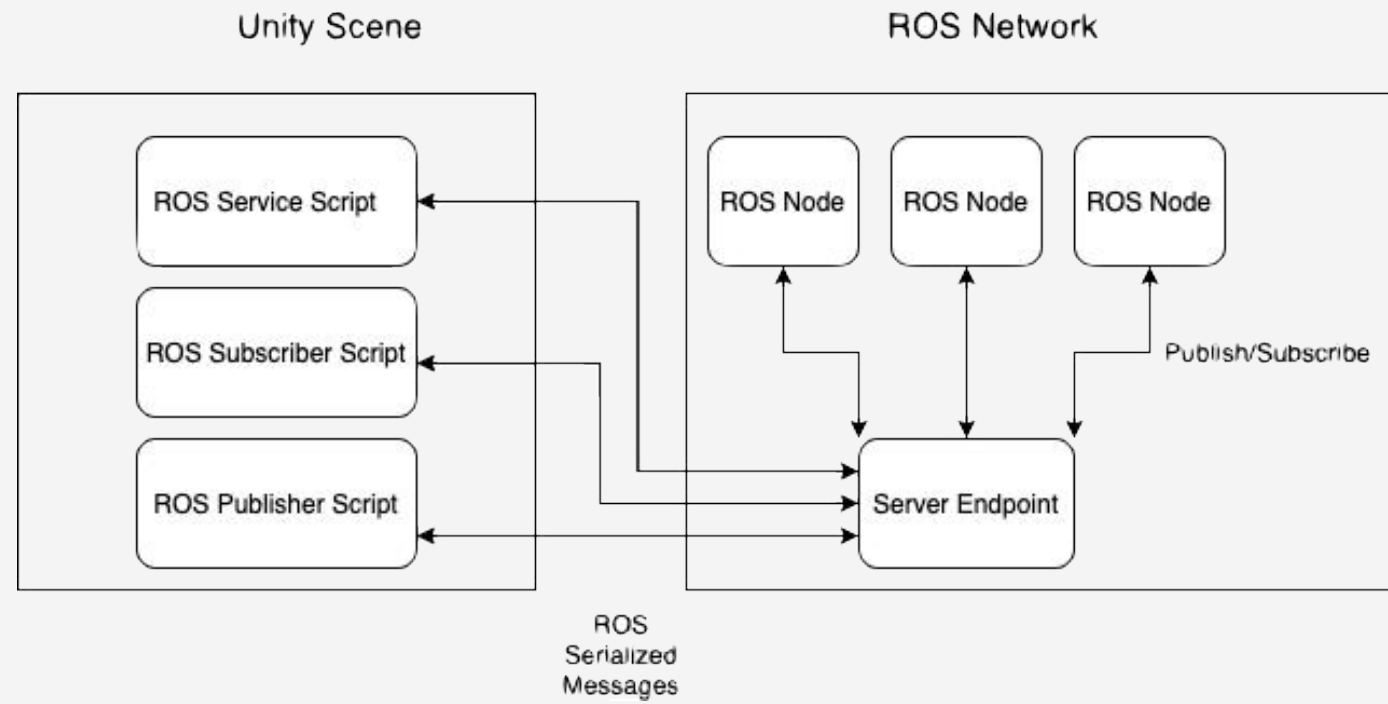 Unity Scene
ROS Network
ROS Service Script
ROS Node
ROS Node
ROS Node
ROS Subscriber Script
Publish/Subscribe
ROS Publisher Script
Server Endpoint
ROS
Serialized
Messages